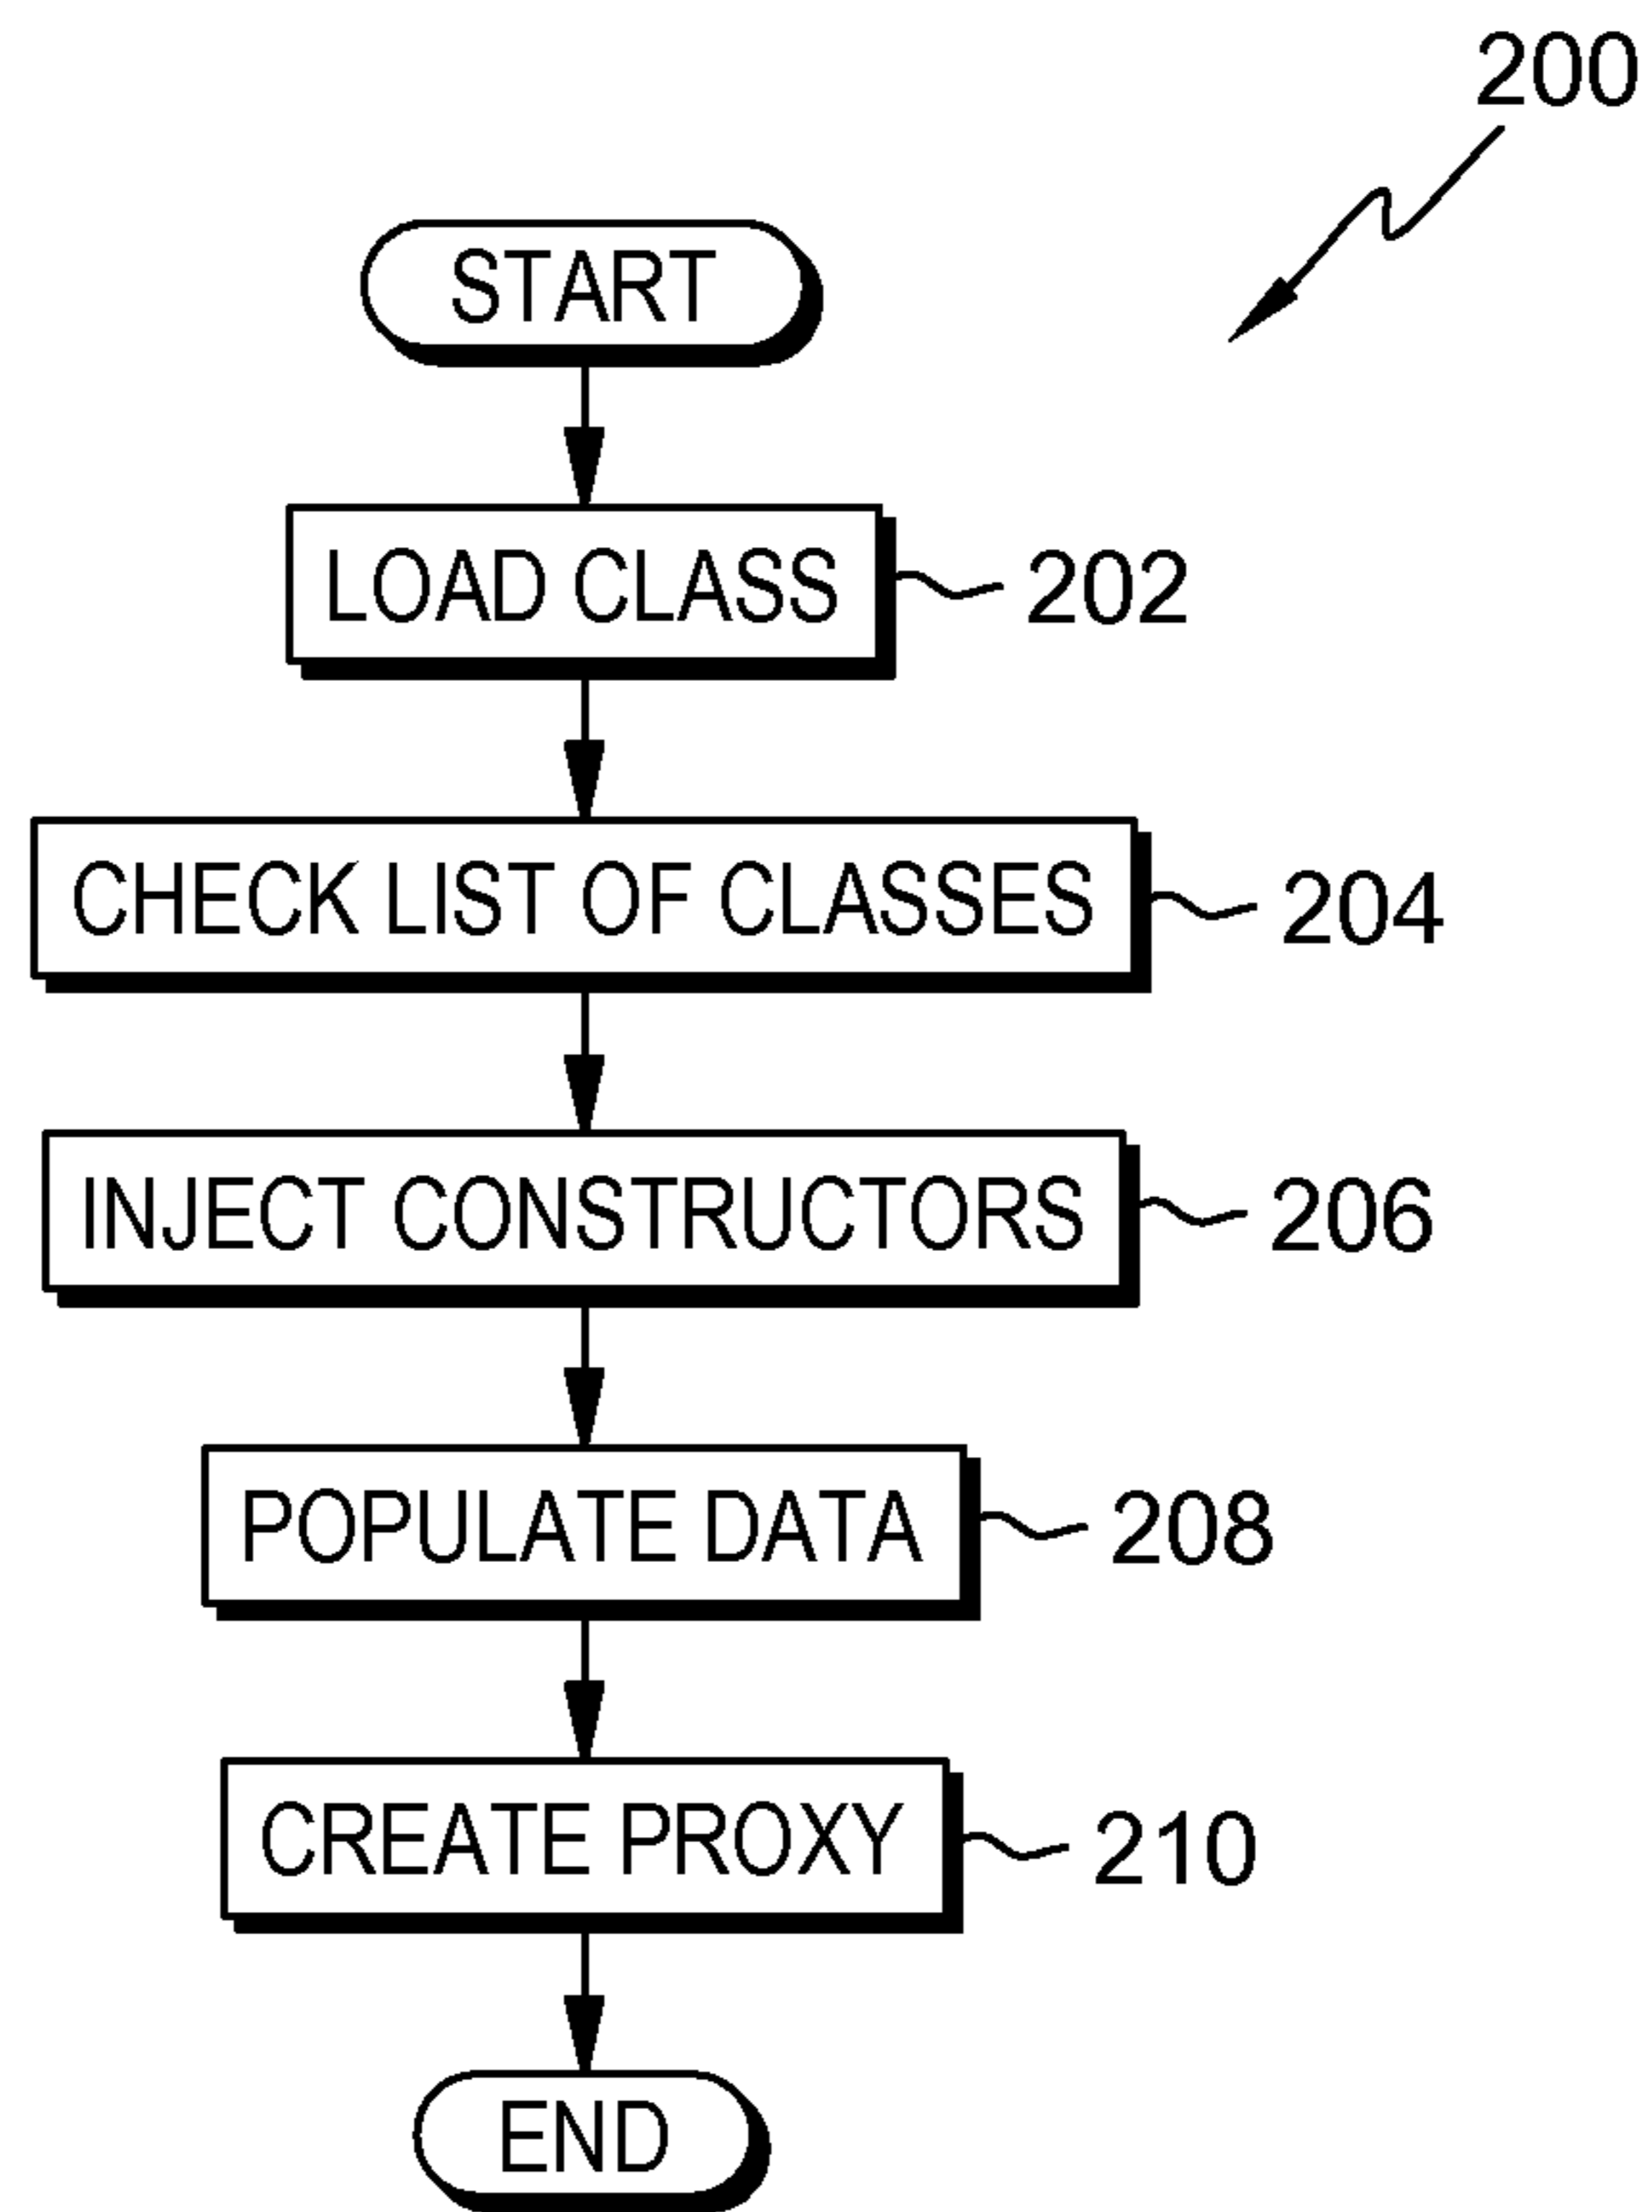 200
START
LOAD CLASS
202
CHECK LIST OF CLASSES
204
INJECT CONSTRUCTORS
206
POPULATE DATA
208
CREATE PROXY
210
END